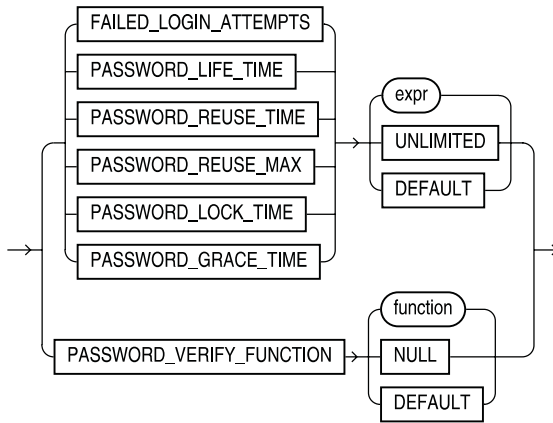 FAILED_LOGIN_ATTEMPTS
PASSWORD_LIFE_TIME
PASSWORD_REUSE_TIME
PASSWORD_REUSE_MAX
PASSWORD_LOCK_TIME
PASSWORD_GRACE_TIME
expr
UNLIMITED
DEFAULT
PASSWORD_VERIFY_FUNCTION
function
NULL
DEFAULT